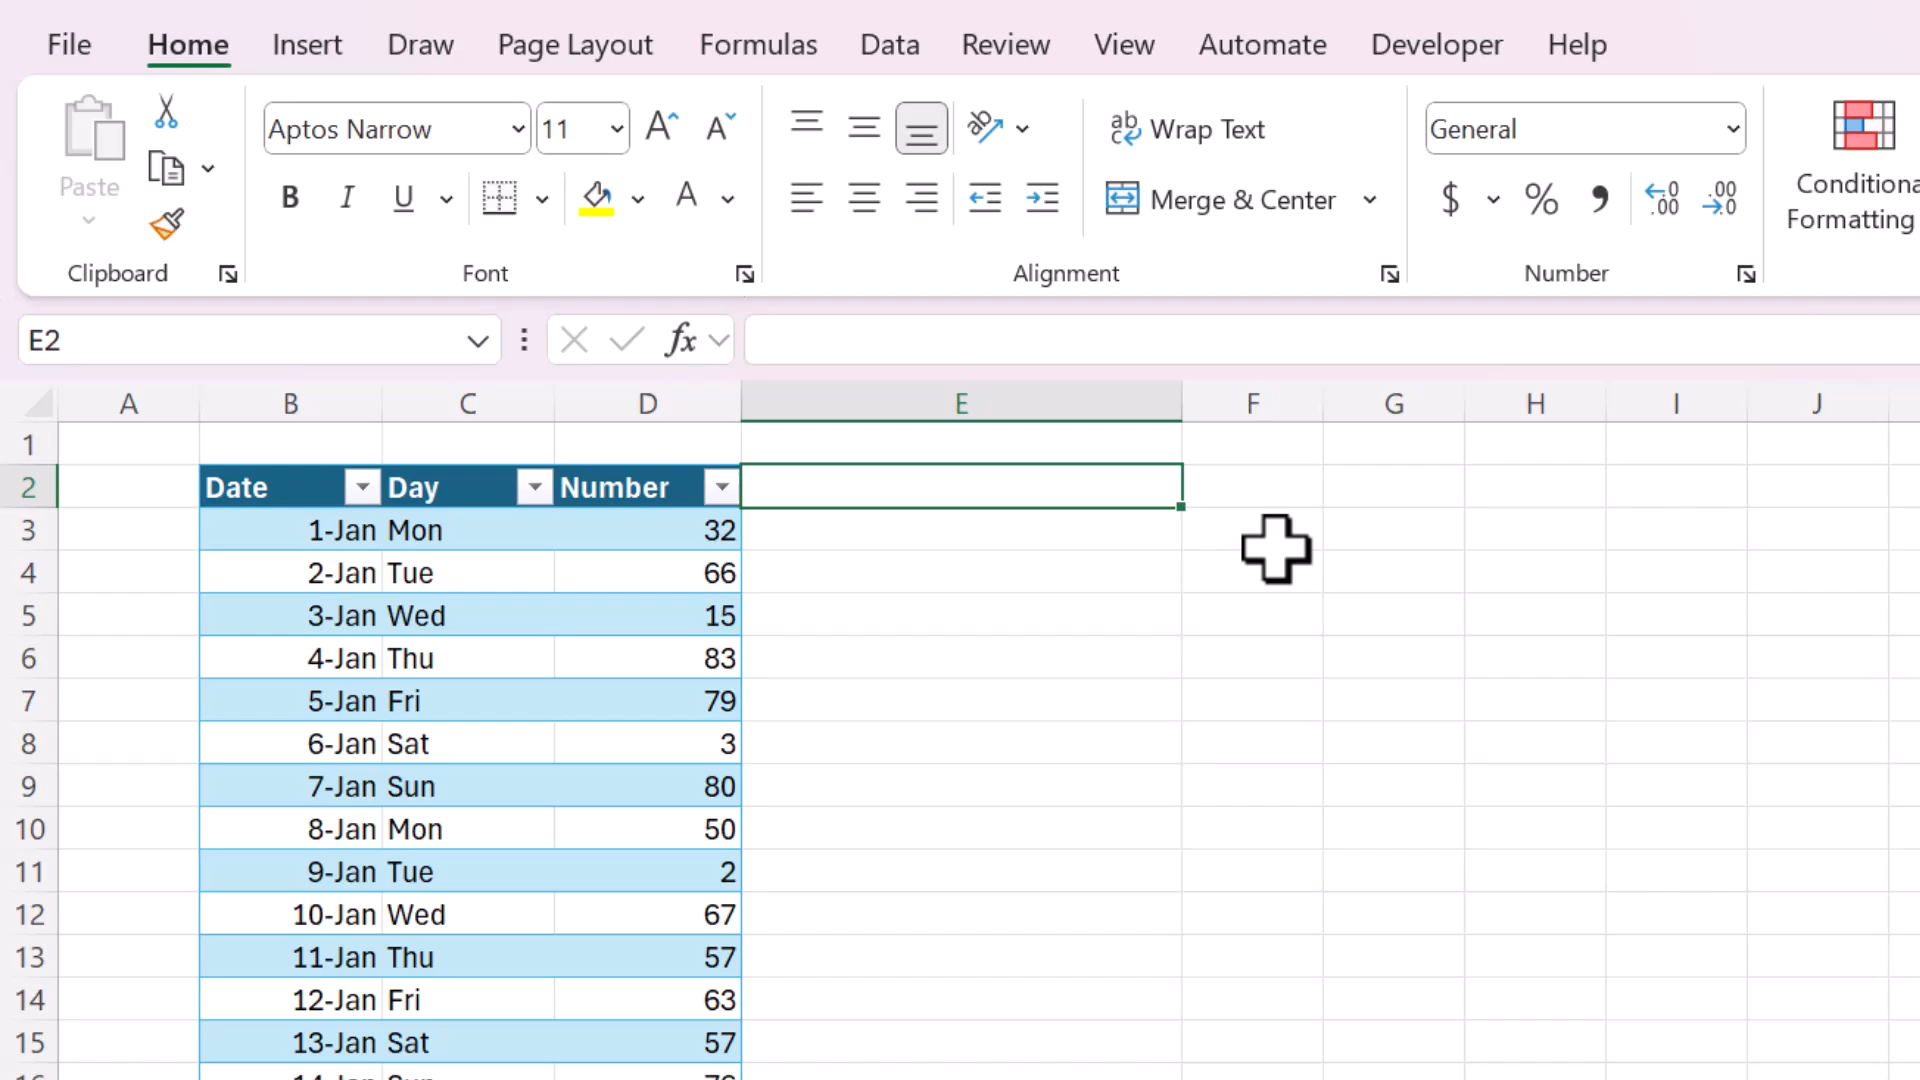 File Home Insert Draw Page Layout Formulas Data Review View Automate Developer Help
Paste
Clipboard
Aptos Narrow 11
B I U A
Font
Wrap Text
Merge & Center
Alignment
General
$ % , .00 .00
Number
Formatting
E2 fx
A B C D E F G H I J
1
2 Date Day Number
3 1-Jan Mon 32
4 2-Jan Tue 66
5 3-Jan Wed 15
6 4-Jan Thu 83
7 5-Jan Fri 79
8 6-Jan Sat 3
9 7-Jan Sun 80
10 8-Jan Mon 50
11 9-Jan Tue 2
12 10-Jan Wed 67
13 11-Jan Thu 57
14 12-Jan Fri 63
15 13-Jan Sat 57